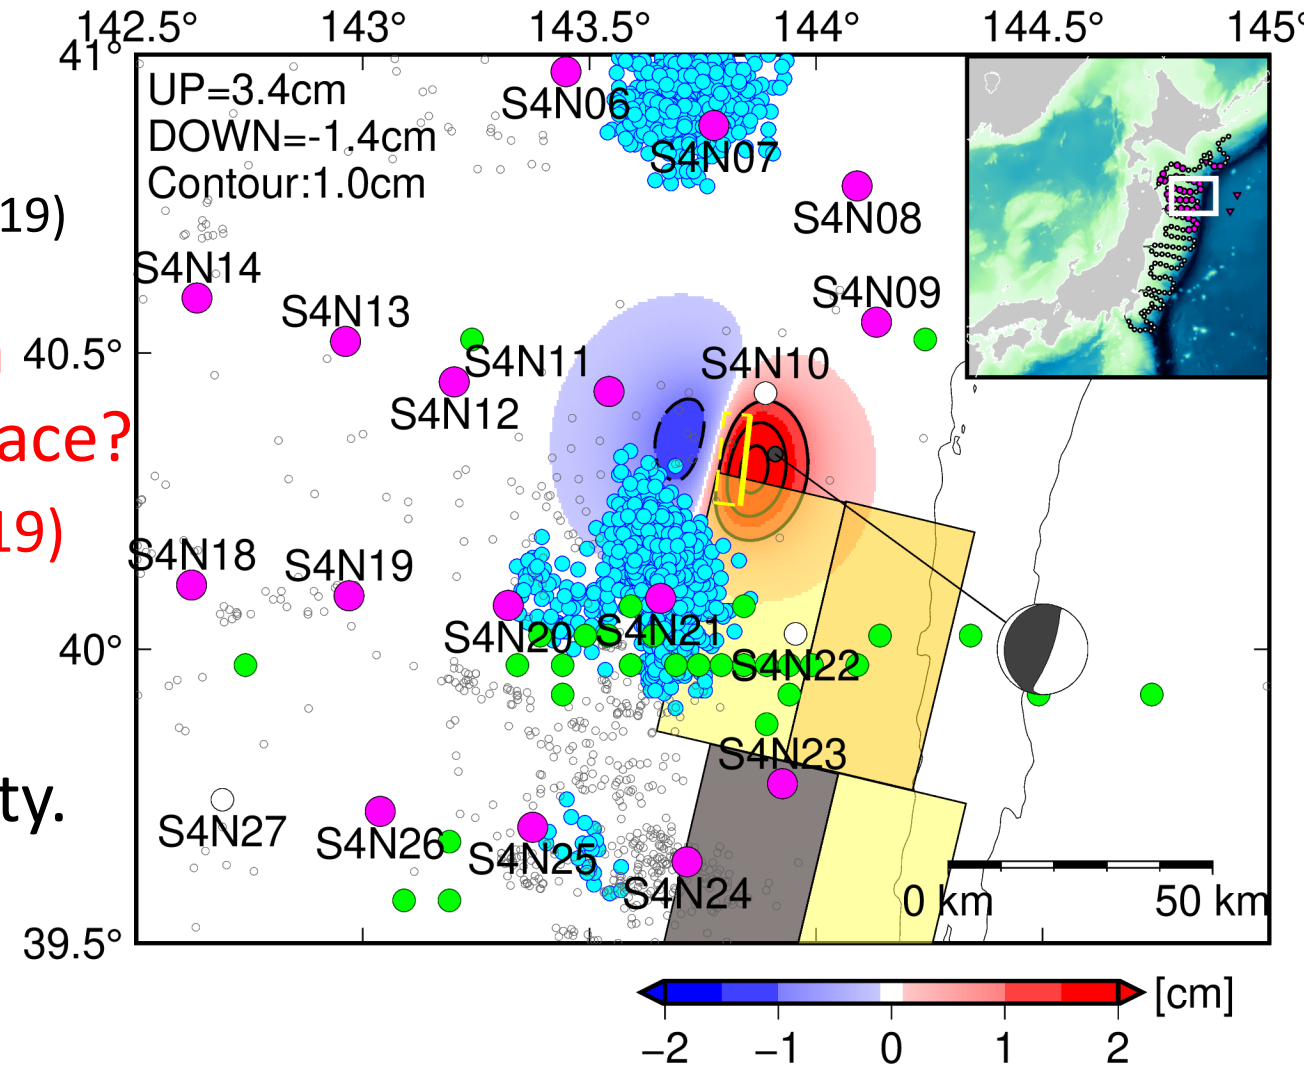 142.5° 143° 143.5° 144° 144.5° 145°
41°
UP=3.4cm
DOWN=-1.4cm
Contour:1.0cm
S4N06
S4N07
19)
S4N08
S4N14
S4N13
S4N09
40.5°
S4N11
S4N10
S4N12
ace?
19)
S4N18
S4N19
S4N20
S4N21
40°
S4N22
S4N23
ty.
S4N27
S4N26
S4N25
S4N24
0 km 50 km
39.5°
[cm]
−2 −1 0 1 2